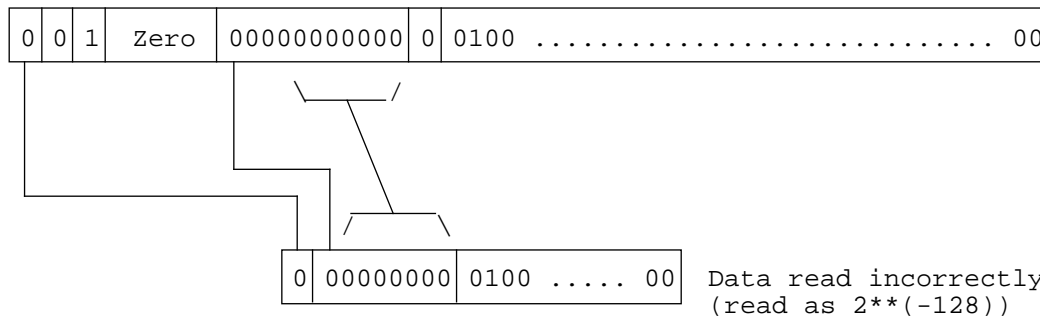 0 0 1 Zero 00000000000 0 0100 ............................. 00
0 00000000 0100 ..... 00 Data read incorrectly
(read as 2**(-128))